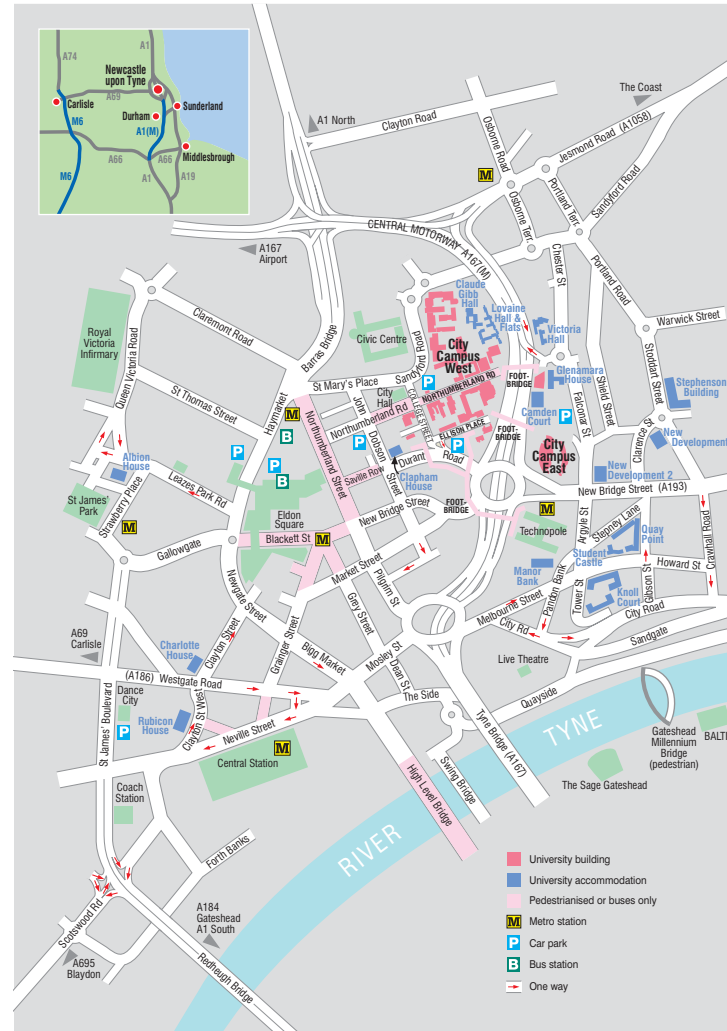 A74
A1
Newcastle
upon Tyne
A69
Carlisle
Sunderland
Durham
M6
A1(M)
Middlesbrough
A66
A66
M6
A1
A19
The Coast
A1 North
Clayton Road
Osborne Road
Jesmond Road (A1058)
Portland Terr.
Sandyford Road
Osborne Terr.
CENTRAL MOTORWAY A167(M)
A167
Airport
Chester St
Portland Road
Claude
Gibb
Hall
Lovaine
Hall &
Flats
Victoria
Hall
Warwick Street
Royal
Victoria
Infirmary
Queen Victoria Road
Claremont Road
Barras Bridge
Civic Centre
Sandyford Road
City
Campus
West
Stoddart Street
St Thomas Street
Haymarket
St Mary's Place
City
Hall
NORTHUMBERLAND RD
FOOT-
BRIDGE
Glenamara
House
Stephenson
Building
Northumberland Street
John Dobson Street
Northumberland Rd
COLLEGE STREET
ELLISON PLACE
Camden
Court
Falconar St
Shield Street
Clarence St
New
Development
Albion
House
Leazes Park Rd
Saville Row
Durant Road
Clapham
House
FOOT-
BRIDGE
City
Campus
East
New
Development 2
St James'
Park
Strawberry Place
Eldon
Square
New Bridge Street
FOOT-
BRIDGE
New Bridge Street (A193)
Gallowgate
Blackett St
Technopole
Argyle St
Stepney Lane
Quay
Point
Crawhall Road
Newgate Street
Market Street
Pilgrim St
Manor
Bank
Student
Castle
Howard St
Grey Street
Melbourne Street
Pandon Bank
Tower St
Knoll
Court
Gibson St
City Road
A69
Carlisle
Charlotte
House
Clayton Street
Grainger Street
Bigg Market
Mosley St
City Rd
Sandgate
(A186) Westgate Road
Dean St
Live Theatre
Dance
City
Rubicon
House
Clayton St West
The Side
Quayside
St James' Boulevard
Neville Street
Central Station
Tyne Bridge (A167)
Swing Bridge
High Level Bridge
RIVER TYNE
Gateshead
Millennium
Bridge
(pedestrian)
BALTI
The Sage Gateshead
Coach
Station
Forth Banks
Scotswood Rd
A184
Gateshead
A1 South
A695
Blaydon
Redheugh Bridge
University building
University accommodation
Pedestrianised or buses only
M Metro station
P Car park
B Bus station
One way